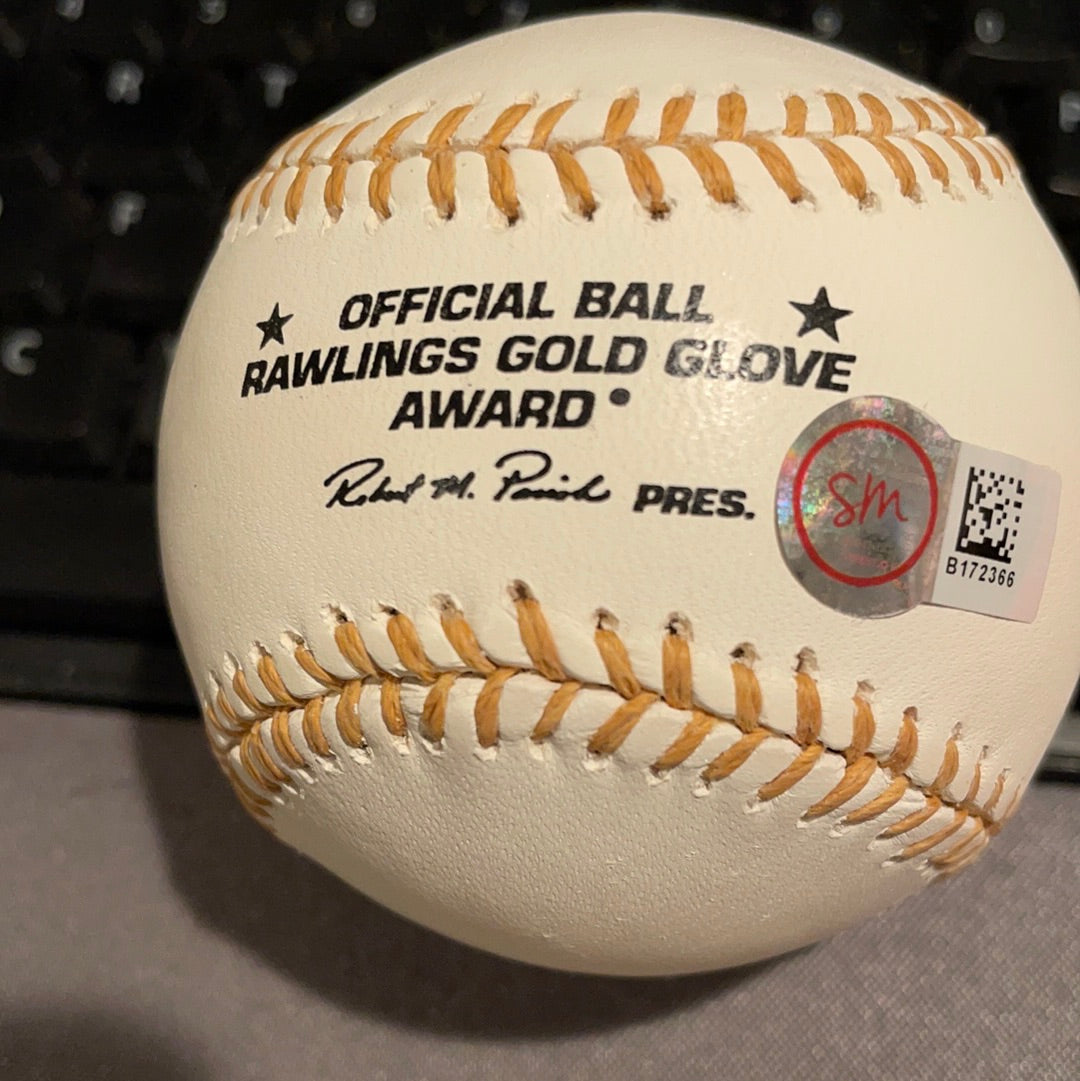 OFFICIAL BALL
RAWLINGS GOLD GLOVE
AWARD
Robert M. Parish PRES.
SM
B172366
R
T
F
C